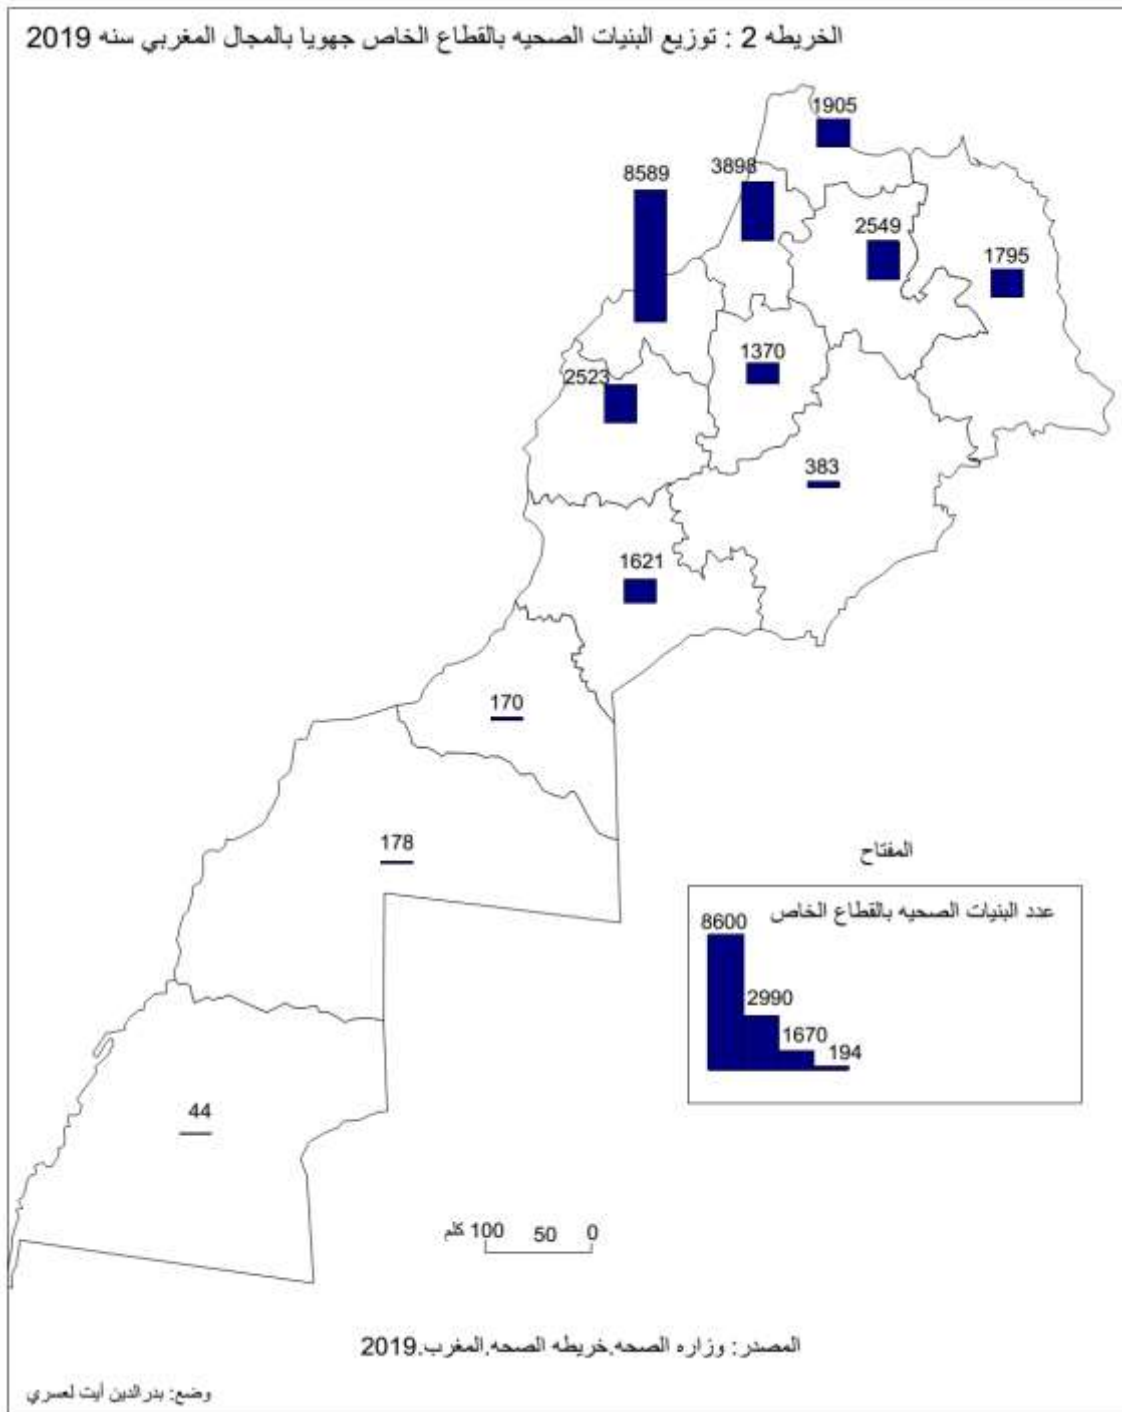 الخريطه 2 : توزيع البنيات الصحيه بالقطاع الخاص جهويا بالمجال المغربي سنه 2019
1905
3898
8589
2549
1795
1370
2523
383
1621
170
178
44
المفتاح
عدد البنيات الصحيه بالقطاع الخاص
8600
2990
1670
194
0 50 100 كلم
المصدر: وزاره الصحه.خريطه الصحه.المغرب.2019
وضع: بدرالدين أيت لعسري